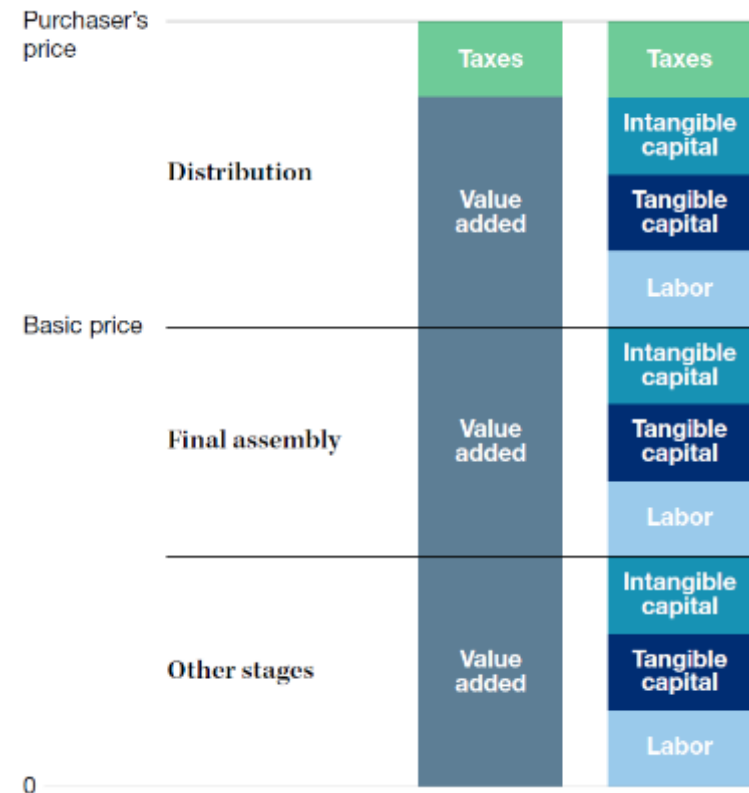 Purchaser's
price
Taxes
Taxes
Intangible
capital
Distribution
Value
added
Tangible
capital
Labor
Basic price
Intangible
capital
Final assembly
Value
added
Tangible
capital
Labor
Intangible
capital
Other stages
Value
added
Tangible
capital
Labor
0